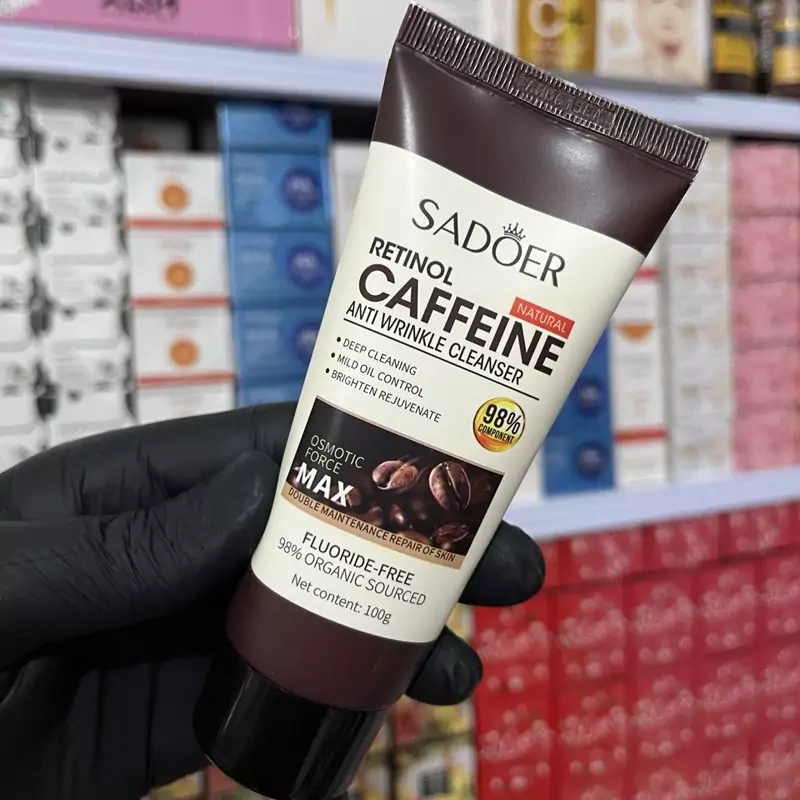 SADOER
RETINOL
CAFFEINE
NATURAL
ANTI WRINKLE CLEANSER
• DEEP CLEANING
• MILD OIL CONTROL
• BRIGHTEN REJUVENATE
98%
COMPONENT
OSMOTIC
FORCE
MAX
DOUBLE MAINTENANCE REPAIR OF SKIN
FLUORIDE-FREE
98% ORGANIC SOURCED
Net content: 100g